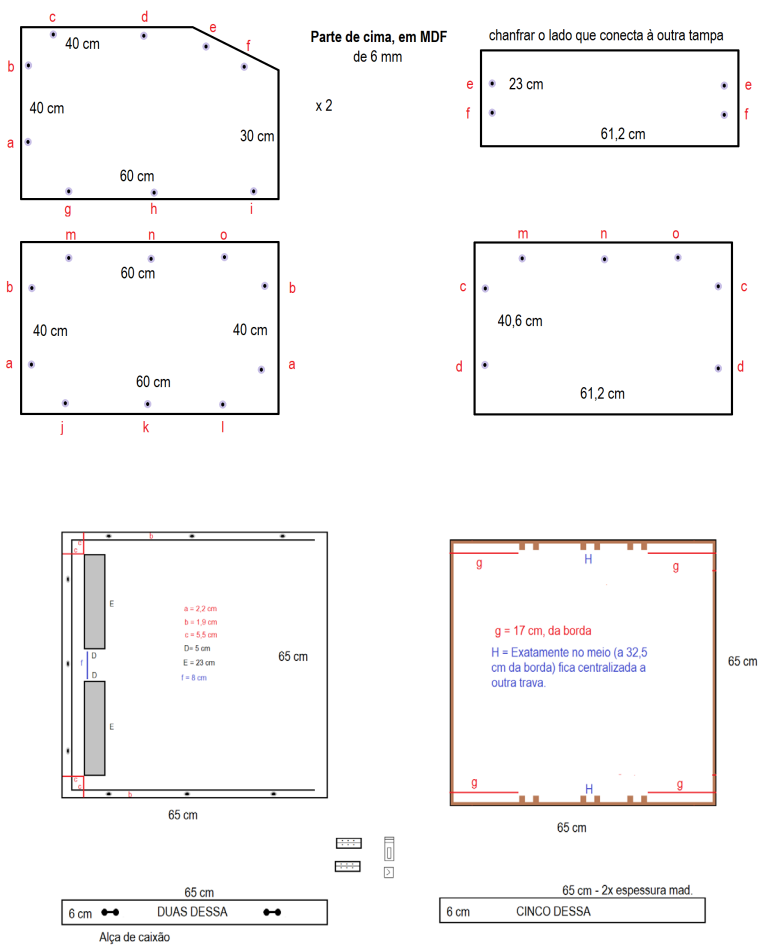 c
d
e
40 cm
f
b
40 cm
30 cm
a
60 cm
g
h
i
Parte de cima, em MDF
de 6 mm
x 2
chanfrar o lado que conecta à outra tampa
e
23 cm
e
f
f
61,2 cm
m
n
o
60 cm
b
b
40 cm
40 cm
a
a
60 cm
j
k
l
m
n
o
c
c
40,6 cm
d
d
61,2 cm
b
c
c
E
a = 2,2 cm
b = 1,9 cm
c = 5,5 cm
D= 5 cm
E = 23 cm
f = 8 cm
D
f
D
65 cm
E
c
c
b
65 cm
g
H
g
g = 17 cm, da borda
H = Exatamente no meio (a 32,5
cm da borda) fica centralizada a
outra trava.
65 cm
g
H
g
65 cm
65 cm
6 cm
DUAS DESSA
Alça de caixão
65 cm - 2x espessura mad.
6 cm
CINCO DESSA